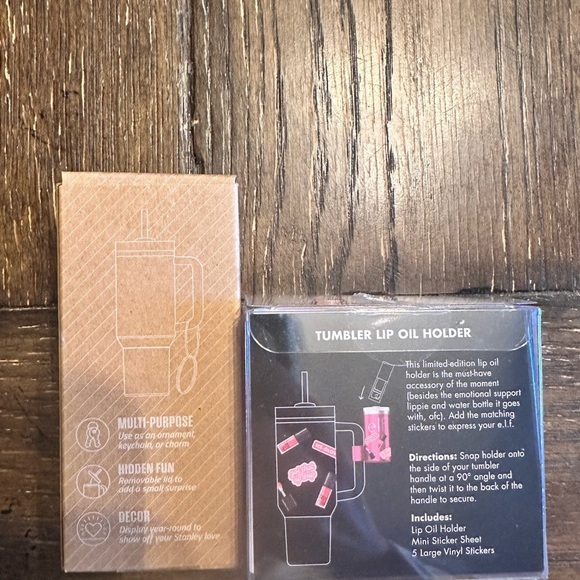 MULTI-PURPOSE
Use as an ornament,
keychain, or charm
HIDDEN FUN
Removable lid to
add a small surprise
DECOR
Display year-round to
show off your Stanley love
TUMBLER LIP OIL HOLDER
This limited-edition lip oil
holder is the must-have
accessory of the moment
(besides the emotional support
lippie and water bottle it goes
with, ofc). Add the matching
stickers to express your e.l.f.
Directions: Snap holder onto
the side of your tumbler
handle at a 90° angle and
then twist it to the back of the
handle to secure.
Includes:
Lip Oil Holder
Mini Sticker Sheet
5 Large Vinyl Stickers